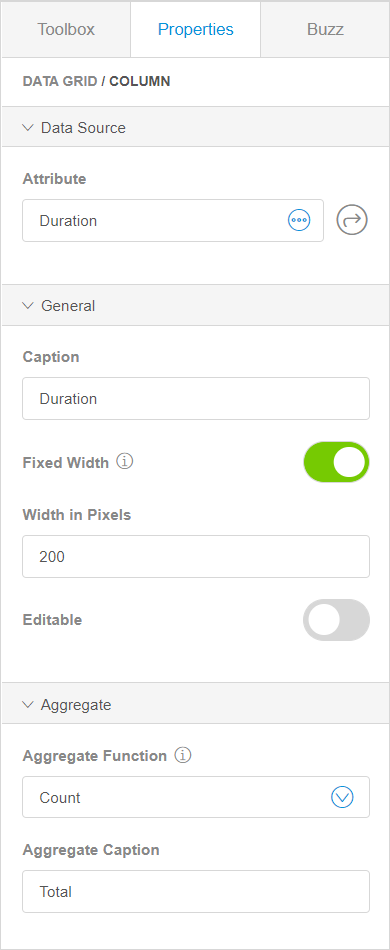 Toolbox Properties Buzz
DATA GRID / COLUMN
Data Source
Attribute
Duration
General
Caption
Duration
Fixed Width
Width in Pixels
200
Editable
Aggregate
Aggregate Function
Count
Aggregate Caption
Total